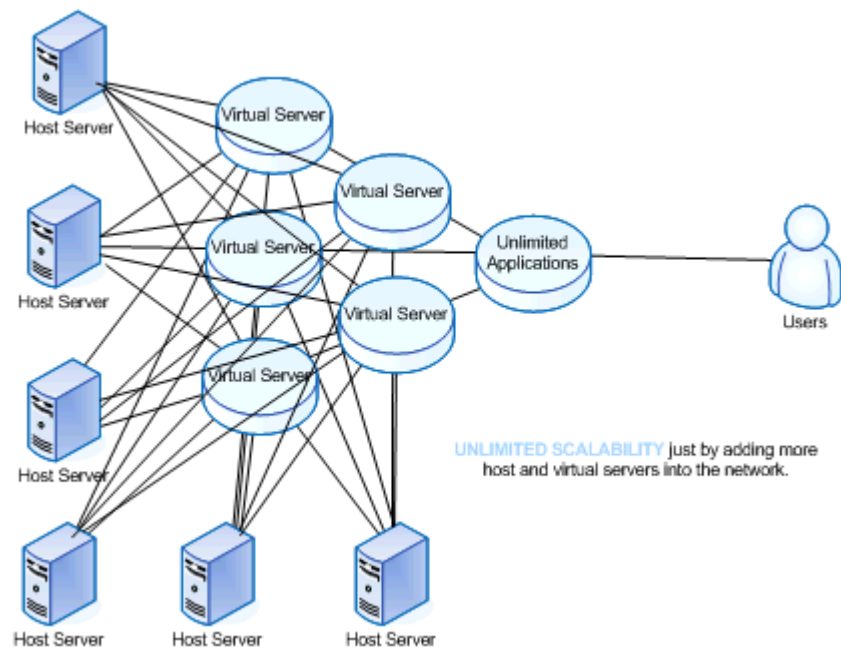 Host Server
Virtual Server
Virtual Server
Host Server
Virtual Server
Unlimited
Applications
Users
Virtual Server
Host Server
Virtual Server
UNLIMITED SCALABILITY just by adding more
host and virtual servers into the network.
Host Server
Host Server
Host Server